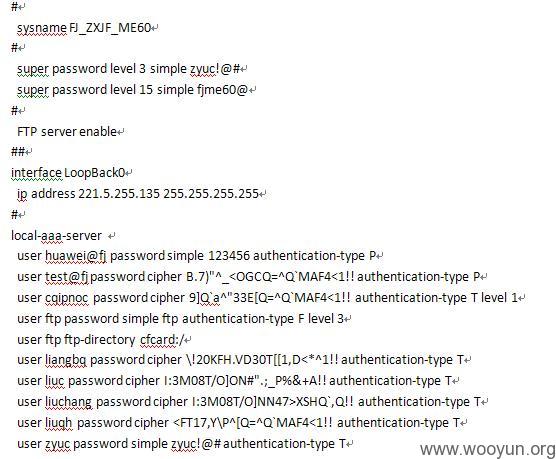 #
sysname FJ_ZXJF_ME60
#
super password level 3 simple zyuc!@#
super password level 15 simple fjme60@
#
FTP server enable
##
interface LoopBack0
ip address 221.5.255.135 255.255.255.255
#
local-aaa-server
user huawei@fj password simple 123456 authentication-type P
user test@fj password cipher B.7)"^_<OGCQ=^Q`MAF4<1!! authentication-type P
user cqipnoc password cipher 9]Q`a^"33E[Q=^Q`MAF4<1!! authentication-type T level 1
user ftp password simple ftp authentication-type F level 3
user ftp ftp-directory cfcard:/
user liangbq password cipher \!20KFH.VD30T[[1,D<*^1!! authentication-type T
user liuc password cipher I:3M08T/O]ON#".;_P%&+A!! authentication-type T
user liuchang password cipher I:3M08T/O]NN47>XSHQ`,Q!! authentication-type T
user liuqh password cipher <FT17,Y\P^[Q=^Q`MAF4<1!! authentication-type T
user zyuc password simple zyuc!@# authentication-type T
www.wooyun.org